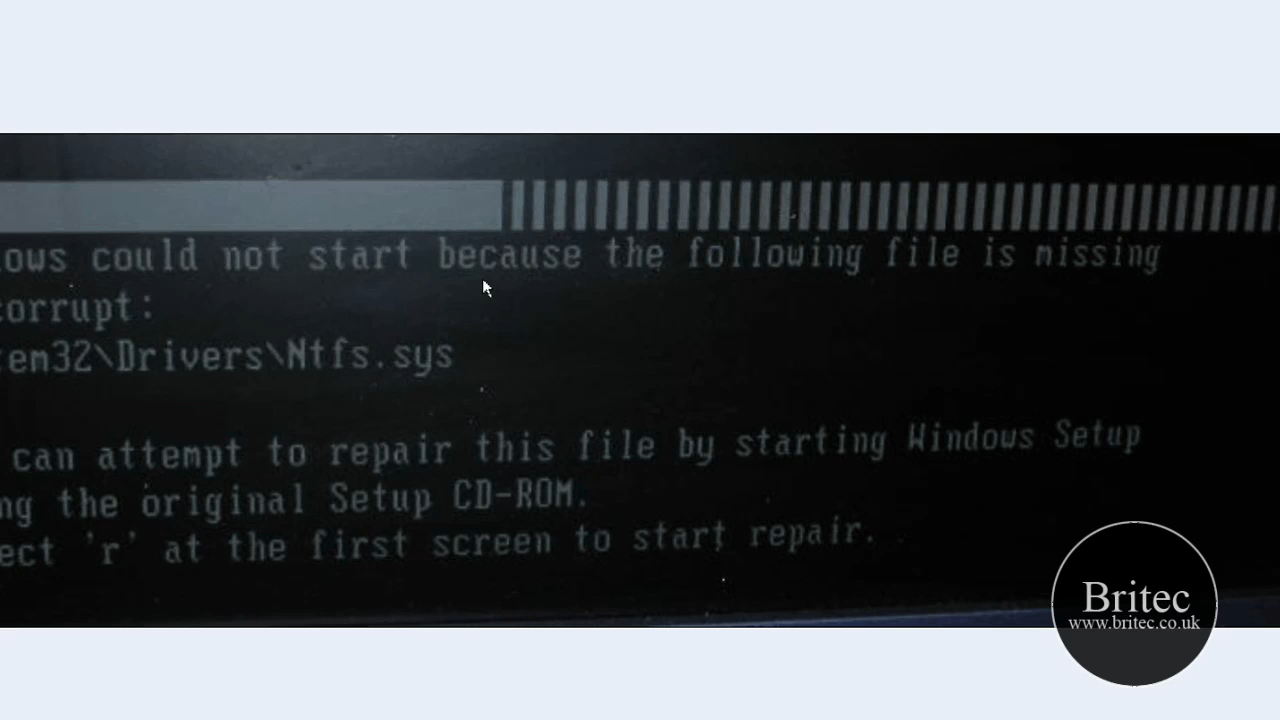 ows could not start because the following file is missing
corrupt:
tem32\Drivers\Ntfs.sys
can attempt to repair this file by starting Windows Setup
ng the original Setup CD-ROM.
ect 'r' at the first screen to start repair.
Britec
www.britec.co.uk